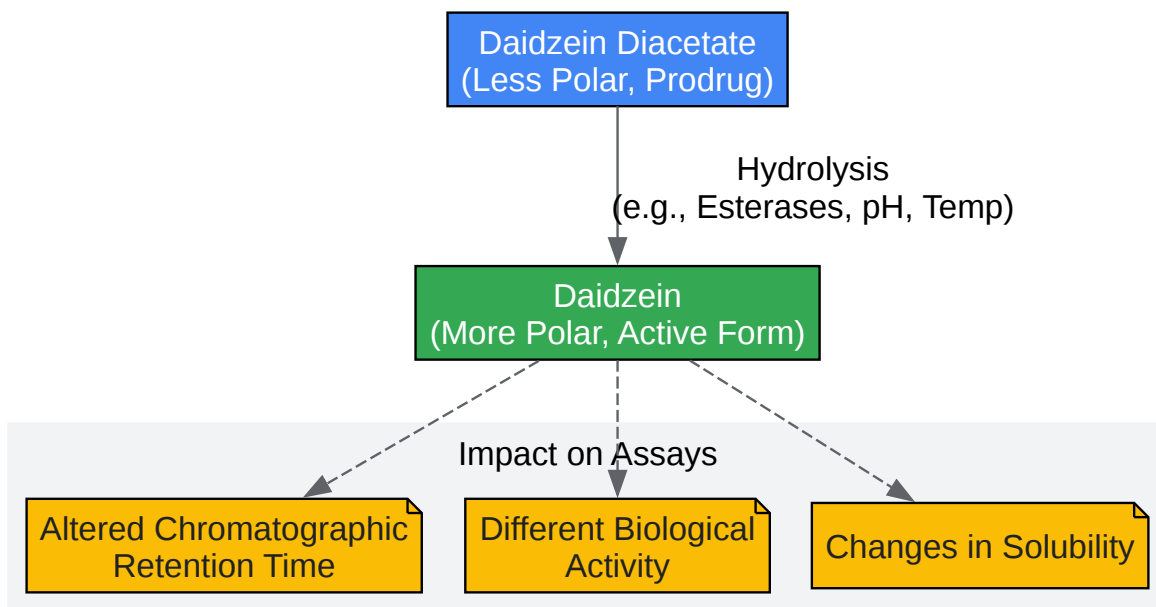 Daidzein Diacetate
(Less Polar, Prodrug)
Hydrolysis
(e.g., Esterases, pH, Temp)
Daidzein
(More Polar, Active Form)
Impact on Assays
Altered Chromatographic
Retention Time
Different Biological
Activity
Changes in Solubility